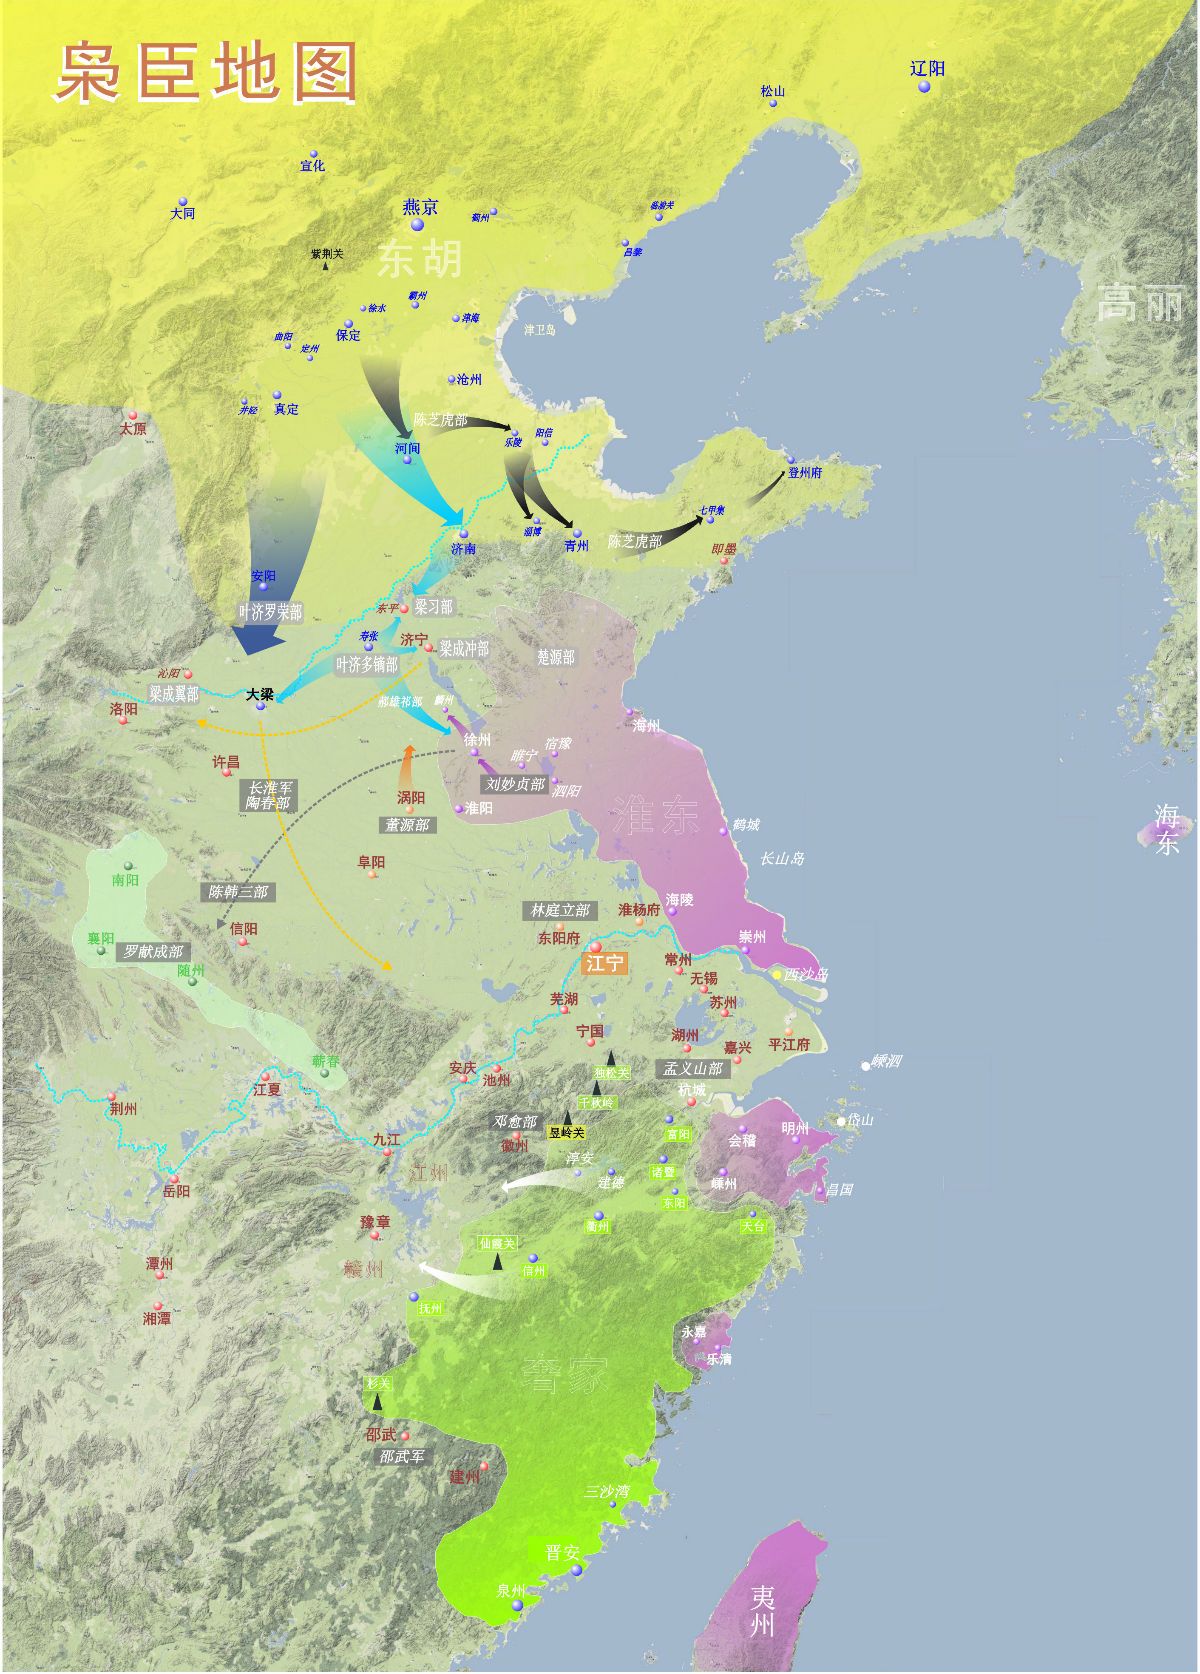 枭臣地图
辽阳
松山
宣化
大同
燕京
蓟州
临渝关
昌黎
紫荆关
东胡
高丽
霸州
徐水
津海
津卫岛
保定
曲阳
定州
沧州
井陉
真定
太原
陈芝虎部
河间
乐陵
阳信
登州府
七甲集
淄博
青州
陈芝虎部
即墨
济南
安阳
叶济罗荣部
东平
梁习部
寿张
济宁
梁成冲部
楚源部
叶济多镝部
沁阳
梁成翼部
大梁
洛阳
郝雄祁部
海州
徐州
宿豫
睢宁
许昌
长淮军
陶春部
刘妙贞部
泗阳
涡阳
淮阳
董源部
淮东
鹤城
海东
长山岛
阜阳
南阳
陈韩三部
海陵
林庭立部
淮杨府
信阳
东阳府
襄阳
罗献成部
崇州
江宁
常州
随州
无锡
西沙岛
芜湖
苏州
宁国
湖州
嘉兴
平江府
蕲春
安庆
池州
独松关
孟义山部
嵊泗
江夏
荆州
千秋岭
杭城
邓愈部
昱岭关
富阳
会稽
明州
岱山
九江
徽州
江州
淳安
建德
诸暨
嵊州
昌国
岳阳
东阳
豫章
衢州
天台
仙霞关
赣州
信州
潭州
抚州
湘潭
永嘉
乐清
奢家
杉关
邵武
邵武军
建州
三沙湾
晋安
泉州
夷州